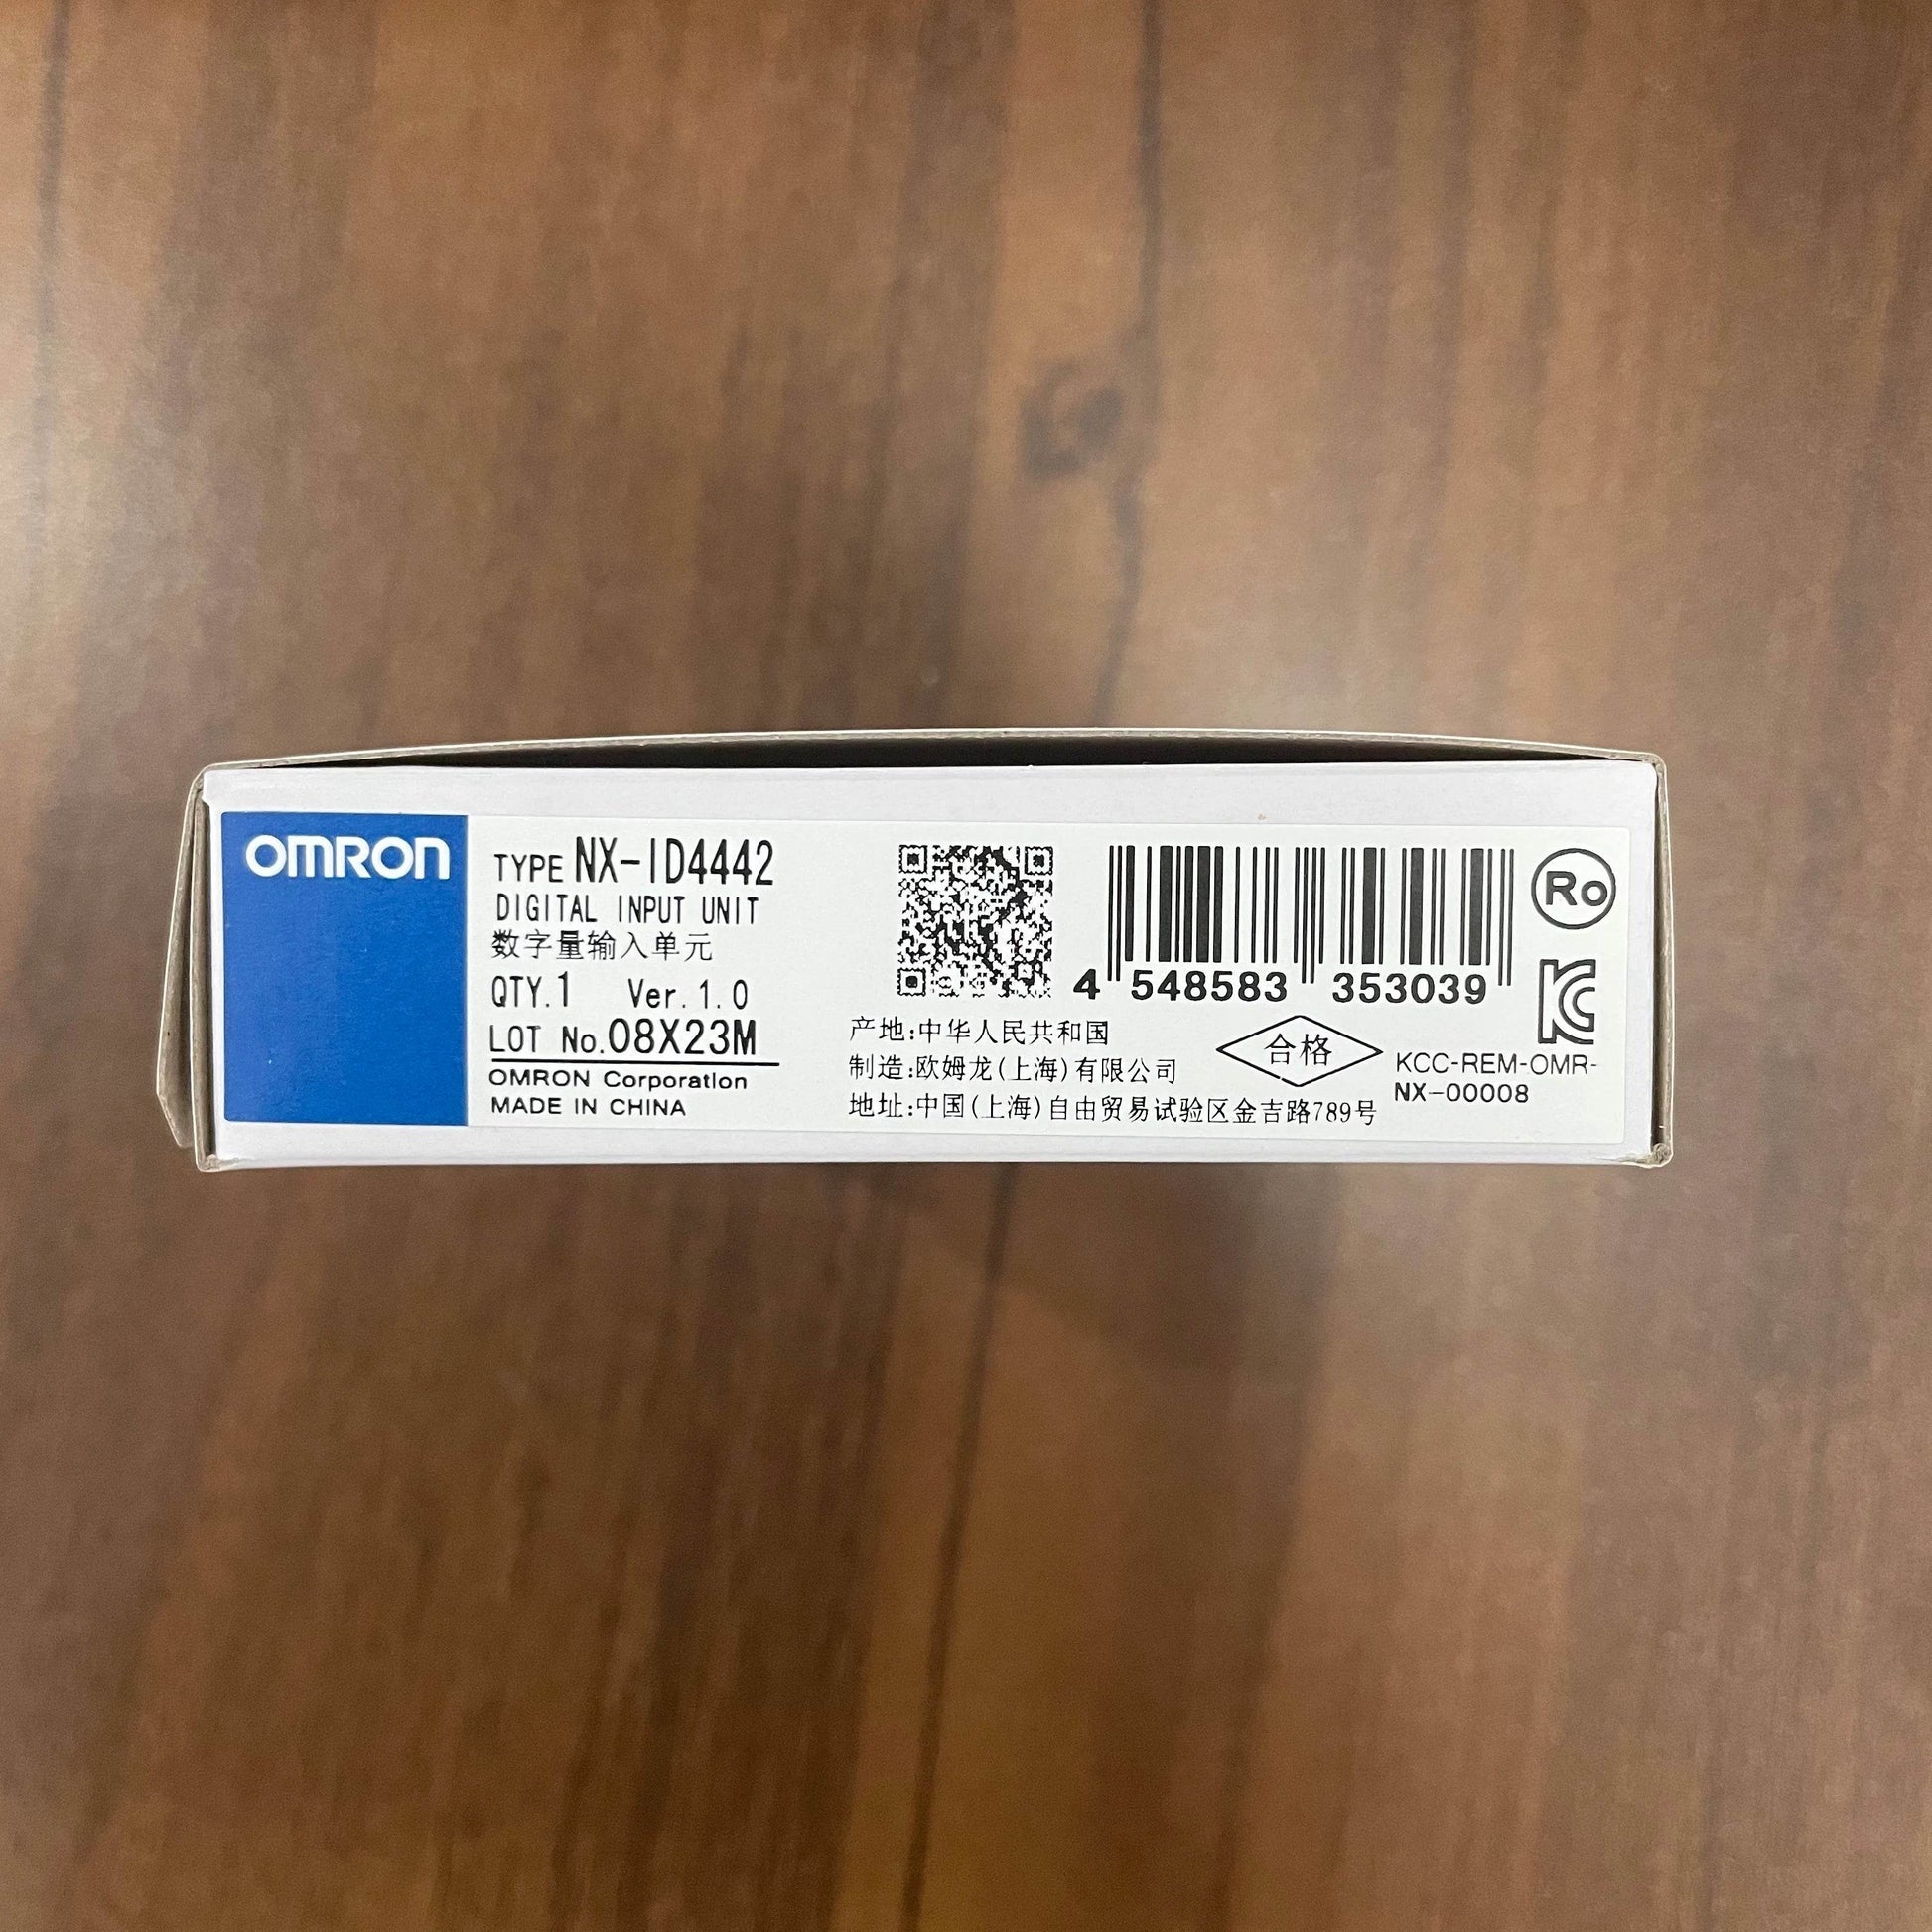 OMRON
TYPE NX-ID4442
DIGITAL INPUT UNIT
数字量输入单元
QTY.1 Ver.1.0
LOT No.08X23M
OMRON Corporation
MADE IN CHINA
4 548583 353039
产地:中华人民共和国
制造:欧姆龙(上海)有限公司
地址:中国(上海)自由贸易试验区金吉路789号
合格
Ro
KC
KCC-REM-OMR-
NX-00008